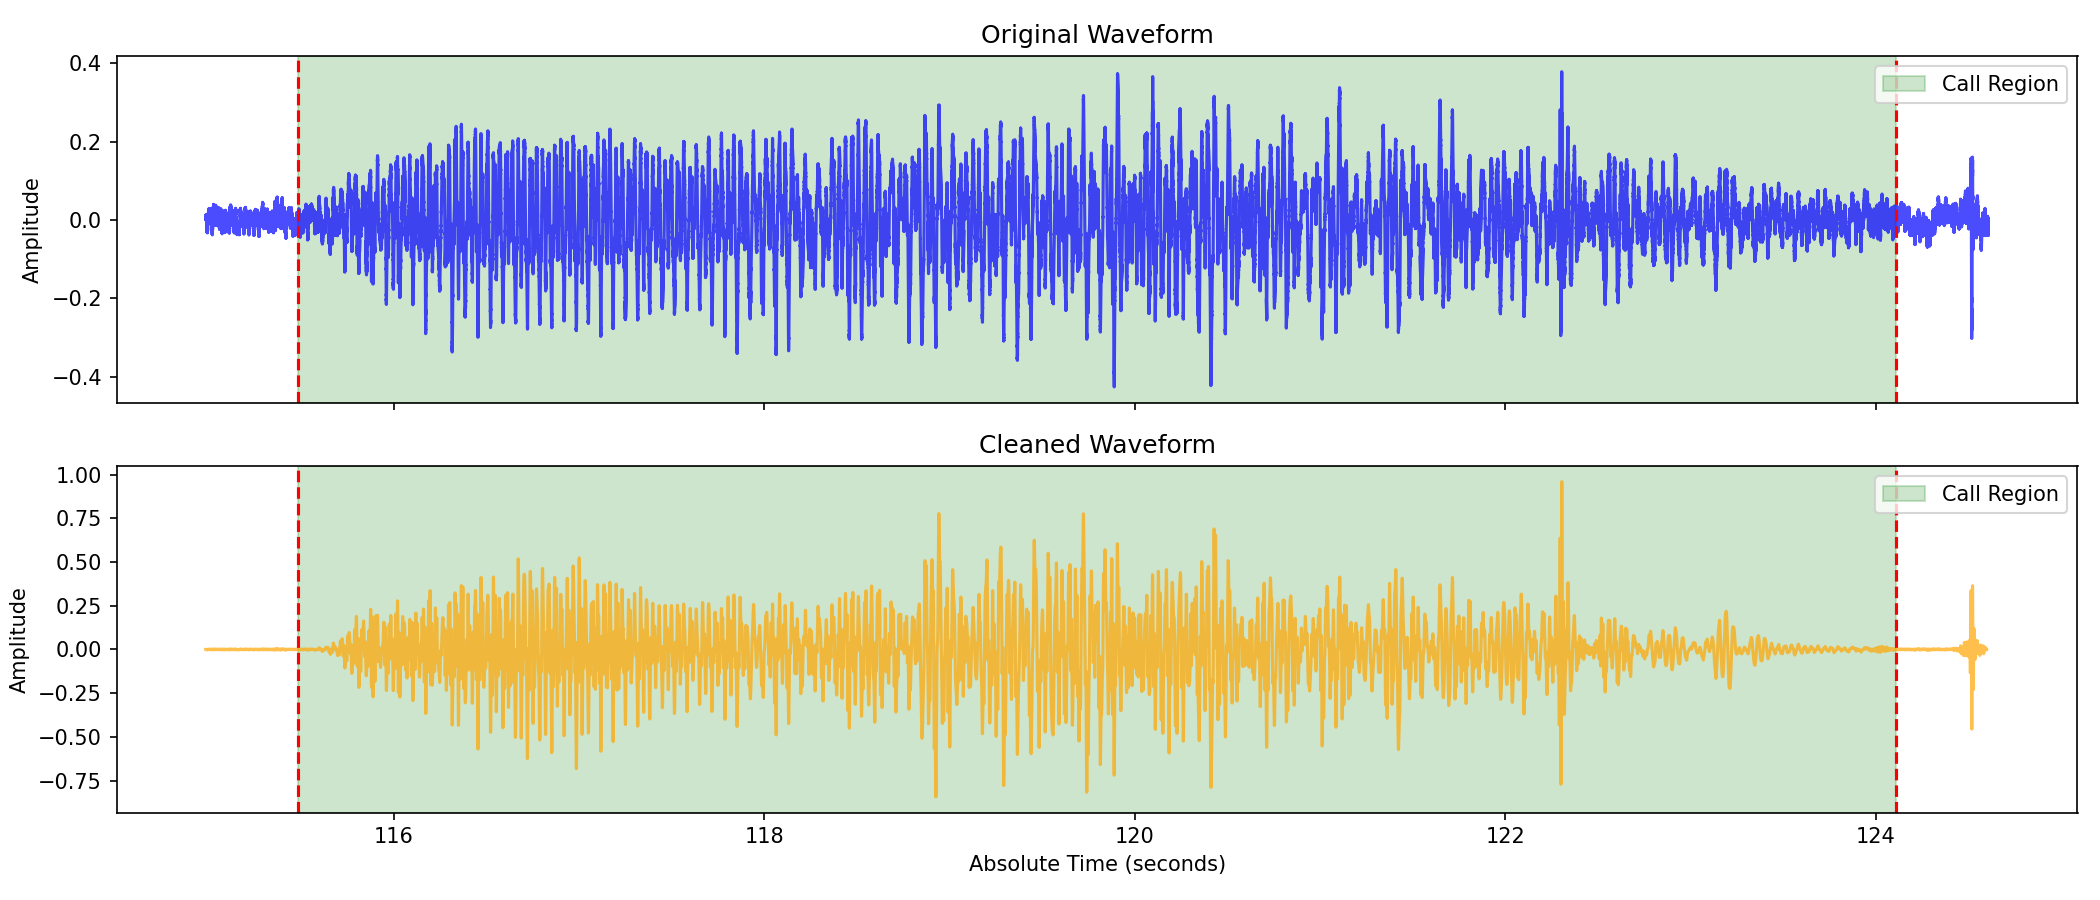 Original Waveform
0.4
0.2
0.0
−0.2
−0.4
Amplitude
Call Region
Cleaned Waveform
1.00
0.75
0.50
0.25
0.00
−0.25
−0.50
−0.75
Amplitude
Call Region
116 118 120 122 124
Absolute Time (seconds)